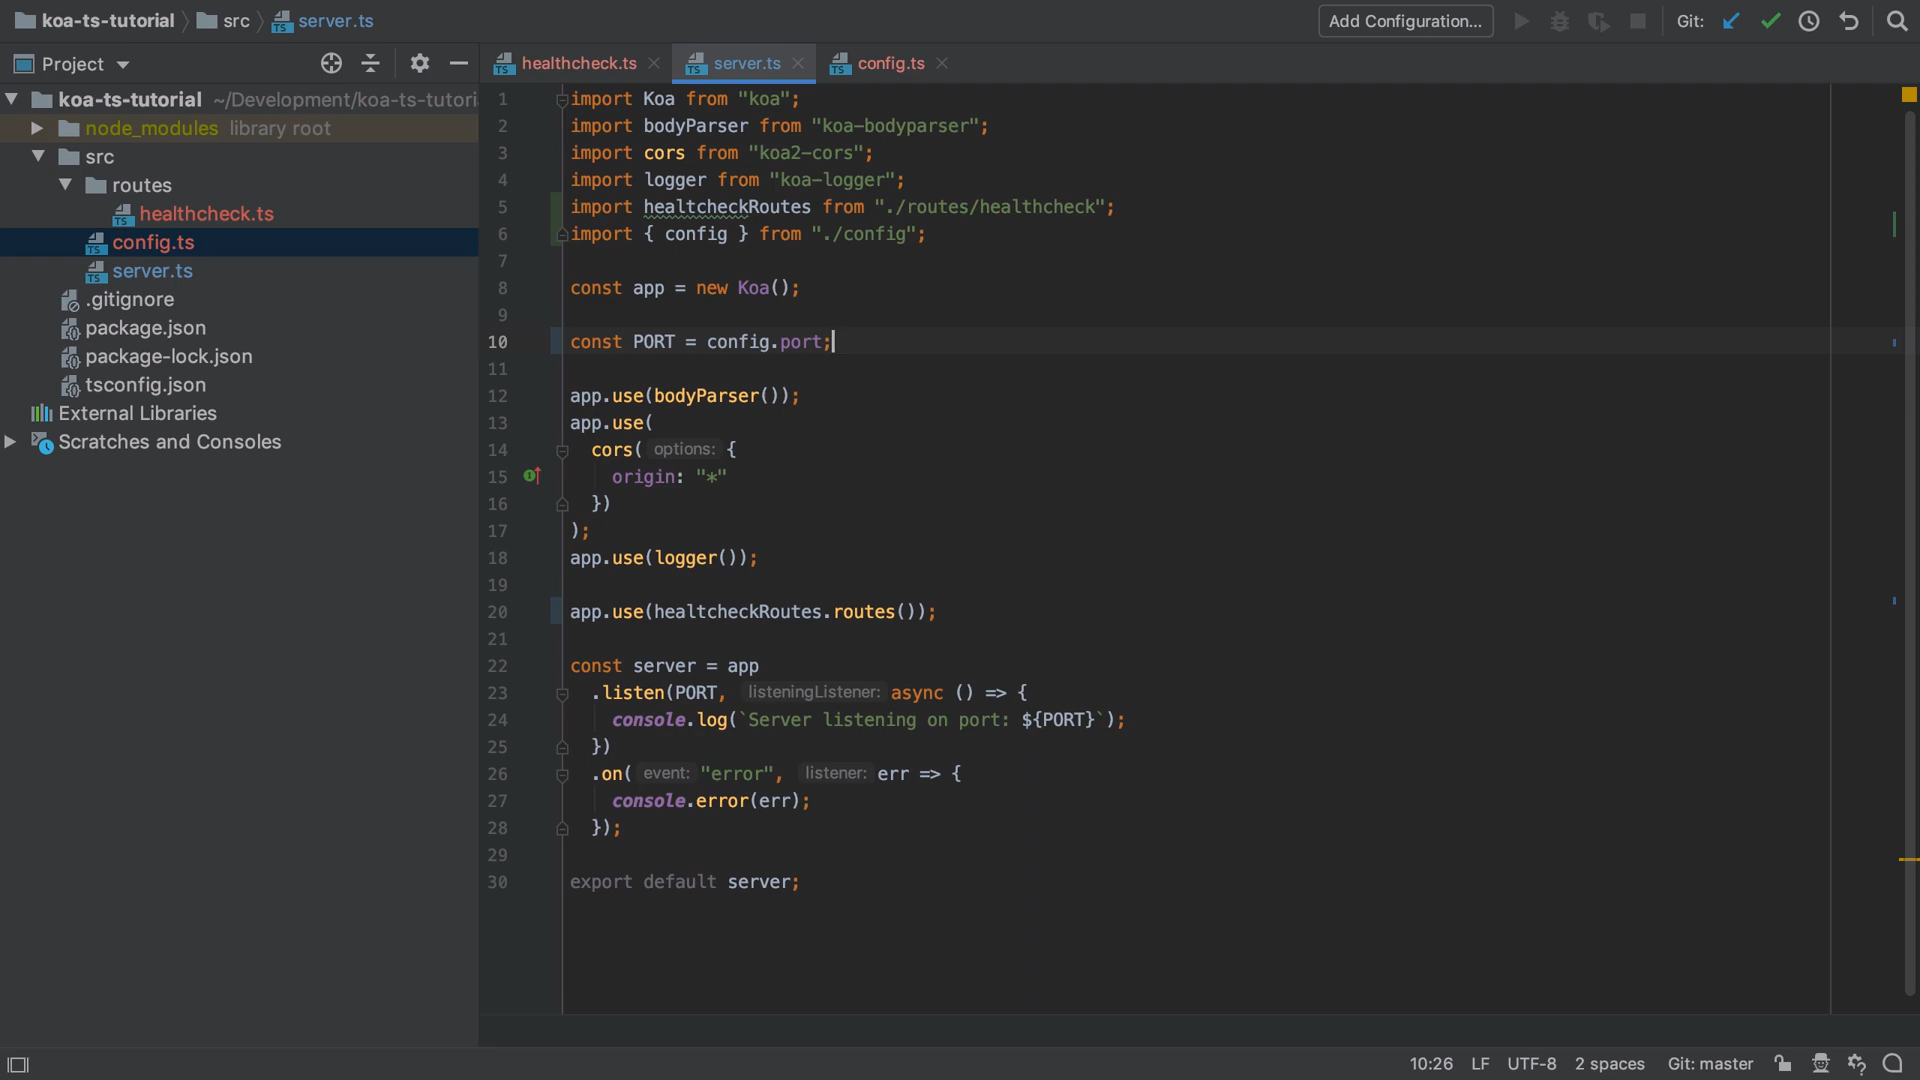 koa-ts-tutorial
src
server.ts
Add Configuration...
Git:
Project
healthcheck.ts
server.ts
config.ts
koa-ts-tutorial ~/Development/koa-ts-tutori
node_modules library root
src
routes
healthcheck.ts
config.ts
server.ts
.gitignore
package.json
package-lock.json
tsconfig.json
External Libraries
Scratches and Consoles
1 import Koa from "koa";
2 import bodyParser from "koa-bodyparser";
3 import cors from "koa2-cors";
4 import logger from "koa-logger";
5 import healtcheckRoutes from "./routes/healthcheck";
6 import { config } from "./config";
7
8 const app = new Koa();
9
10 const PORT = config.port;
11
12 app.use(bodyParser());
13 app.use(
14 cors( options: {
15 origin: "*"
16 })
17 );
18 app.use(logger());
19
20 app.use(healtcheckRoutes.routes());
21
22 const server = app
23 .listen(PORT, listeningListener: async () => {
24 console.log(`Server listening on port: ${PORT}`);
25 })
26 .on( event: "error", listener: err => {
27 console.error(err);
28 });
29
30 export default server;
10:26 LF UTF-8 2 spaces Git: master